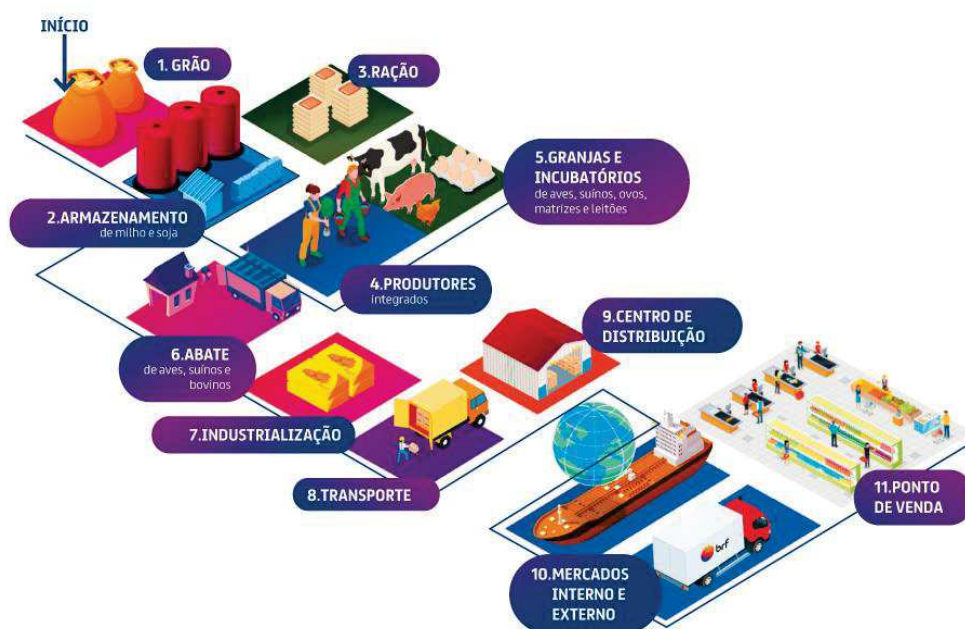 INÍCIO
1. GRÃO
2.ARMAZENAMENTO
de milho e soja
3.RAÇÃO
4.PRODUTORES
integrados
5.GRANJAS E
INCUBATÓRIOS
de aves, suínos, ovos,
matrizes e leitões
6.ABATE
de aves, suínos e
bovinos
7.INDUSTRIALIZAÇÃO
8.TRANSPORTE
9.CENTRO DE
DISTRIBUIÇÃO
10.MERCADOS
INTERNO E
EXTERNO
brf
11.PONTO
DE VENDA